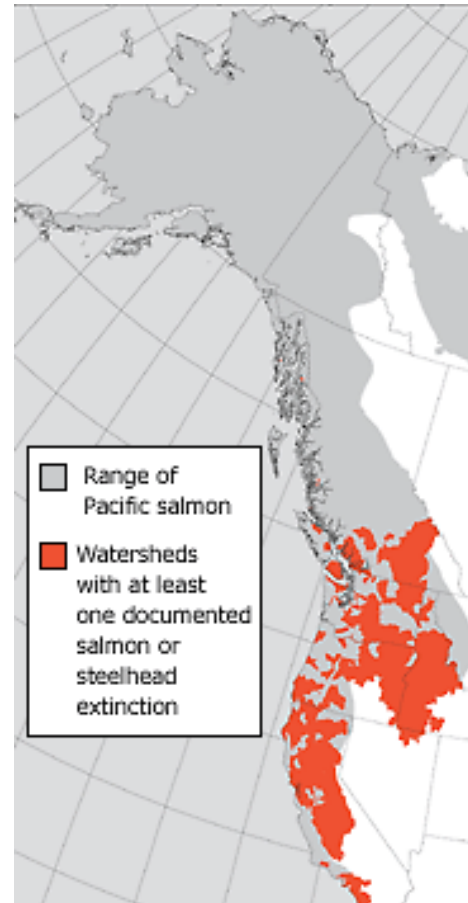 Range of
Pacific salmon
Watersheds
with at least
one documented
salmon or
steelhead
extinction